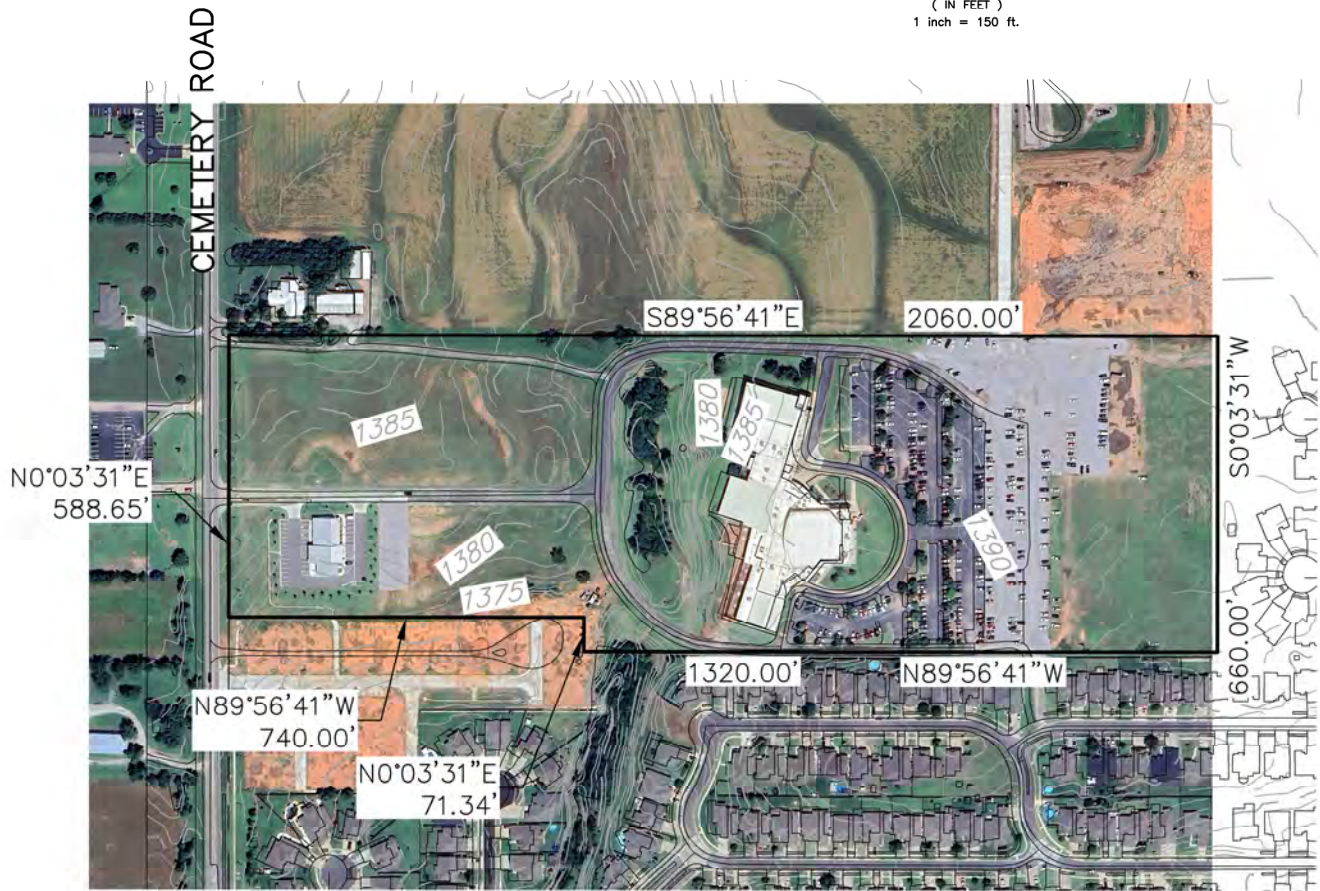 ( IN FEET )
1 inch = 150 ft.
CEMETERY ROAD
S89°56'41"E
2060.00'
S0°03'31"W
660.00'
1385
1380
1385
N0°03'31"E
588.65'
1390
1380
1375
1320.00'
N89°56'41"W
N89°56'41"W
740.00'
N0°03'31"E
71.34'